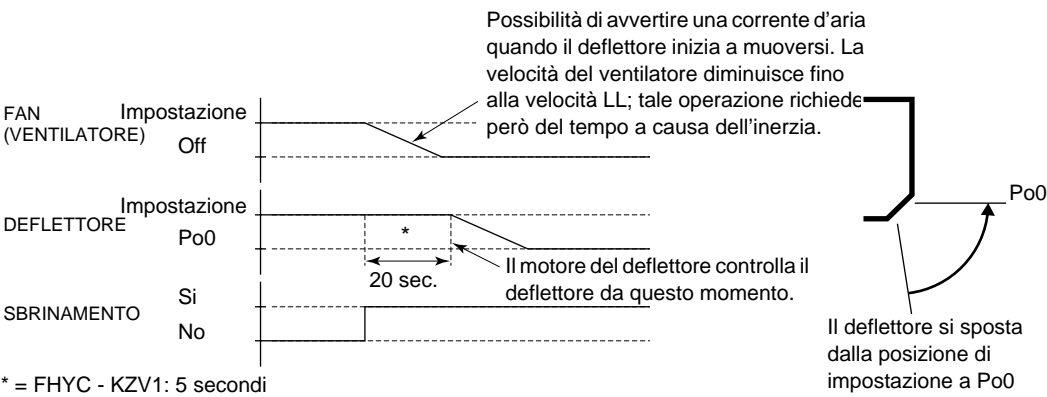 Possibilità di avvertire una corrente d'aria
quando il deflettore inizia a muoversi. La
velocità del ventilatore diminuisce fino
alla velocità LL; tale operazione richiede
però del tempo a causa dell'inerzia.
FAN
(VENTILATORE)
Impostazione
Off
DEFLETTORE
Impostazione
Po0
*
20 sec.
Il motore del deflettore controlla il
deflettore da questo momento.
SBRINAMENTO
Si
No
* = FHYC - KZV1: 5 secondi
Po0
Il deflettore si sposta
dalla posizione di
impostazione a Po0